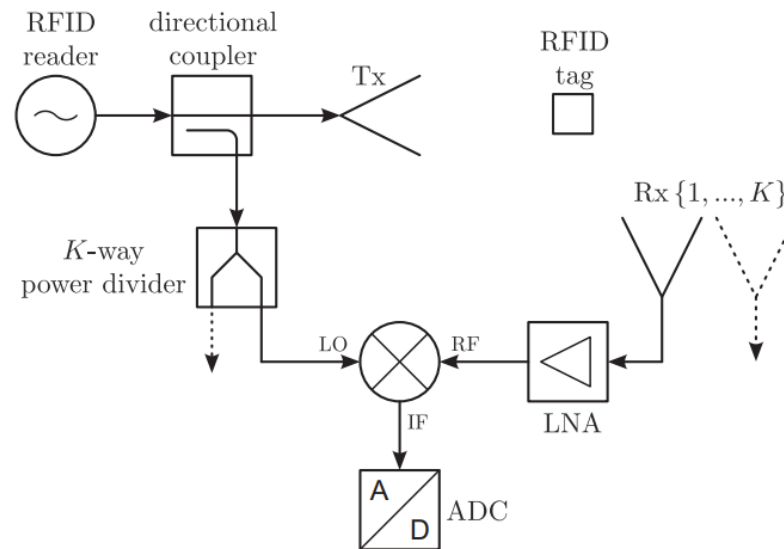 RFID
reader
directional
coupler
Tx
RFID
tag
Rx {1, ..., K}
K-way
power divider
LO
RF
LNA
IF
A
D
ADC